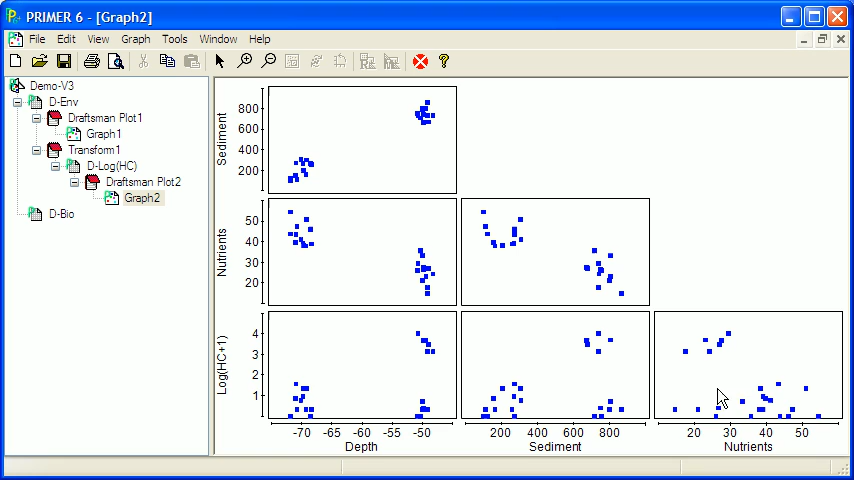 PRIMER 6 - [Graph2]
File Edit View Graph Tools Window Help
Demo-V3
D-Env
Draftsman Plot1
Graph1
Transform1
D-Log(HC)
Draftsman Plot2
Graph2
D-Bio
Sediment
800
600
400
200
Nutrients
50
40
30
20
Log(HC+1)
4
3
2
1
-70 -65 -60 -55 -50
Depth
200 400 600 800
Sediment
20 30 40 50
Nutrients